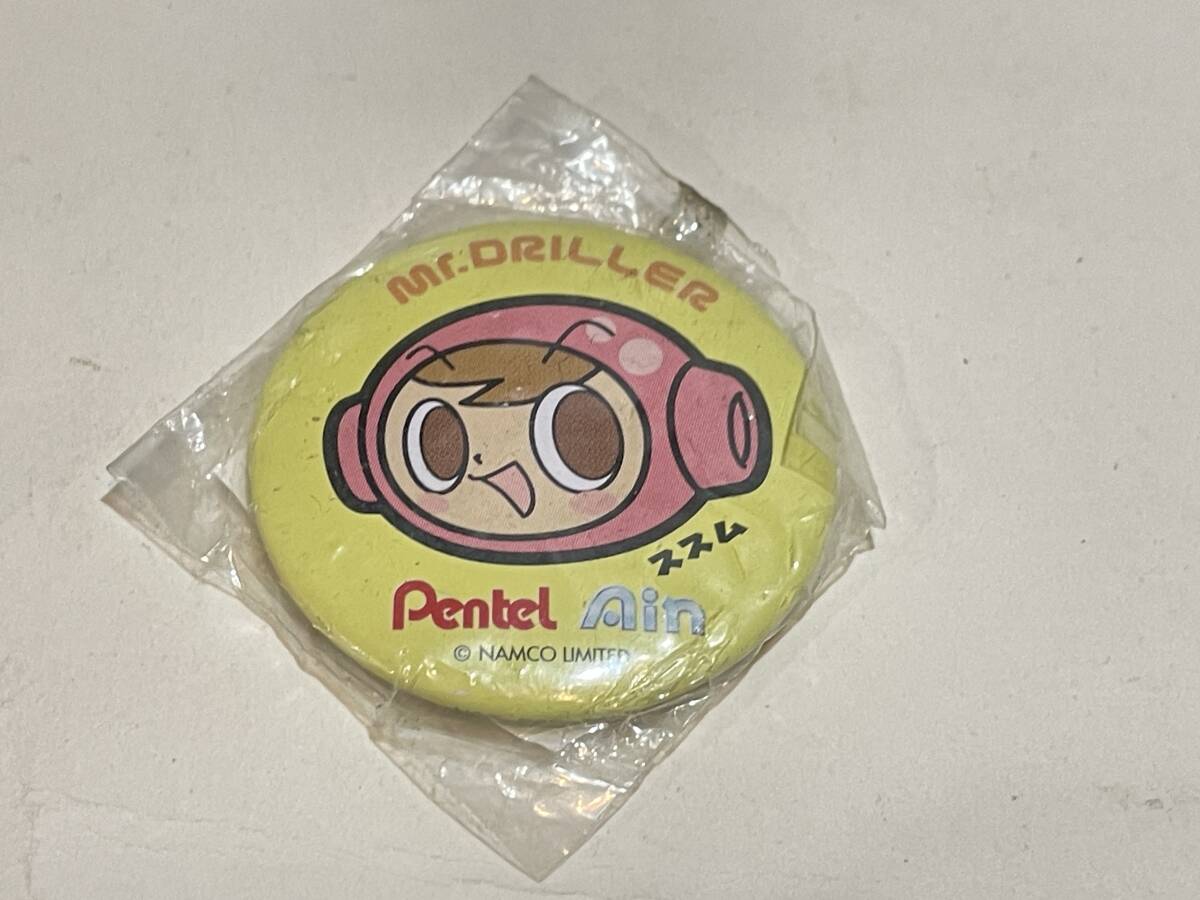 Mr.DRILLER
ススム
Pentel Ain
© NAMCO LIMITED